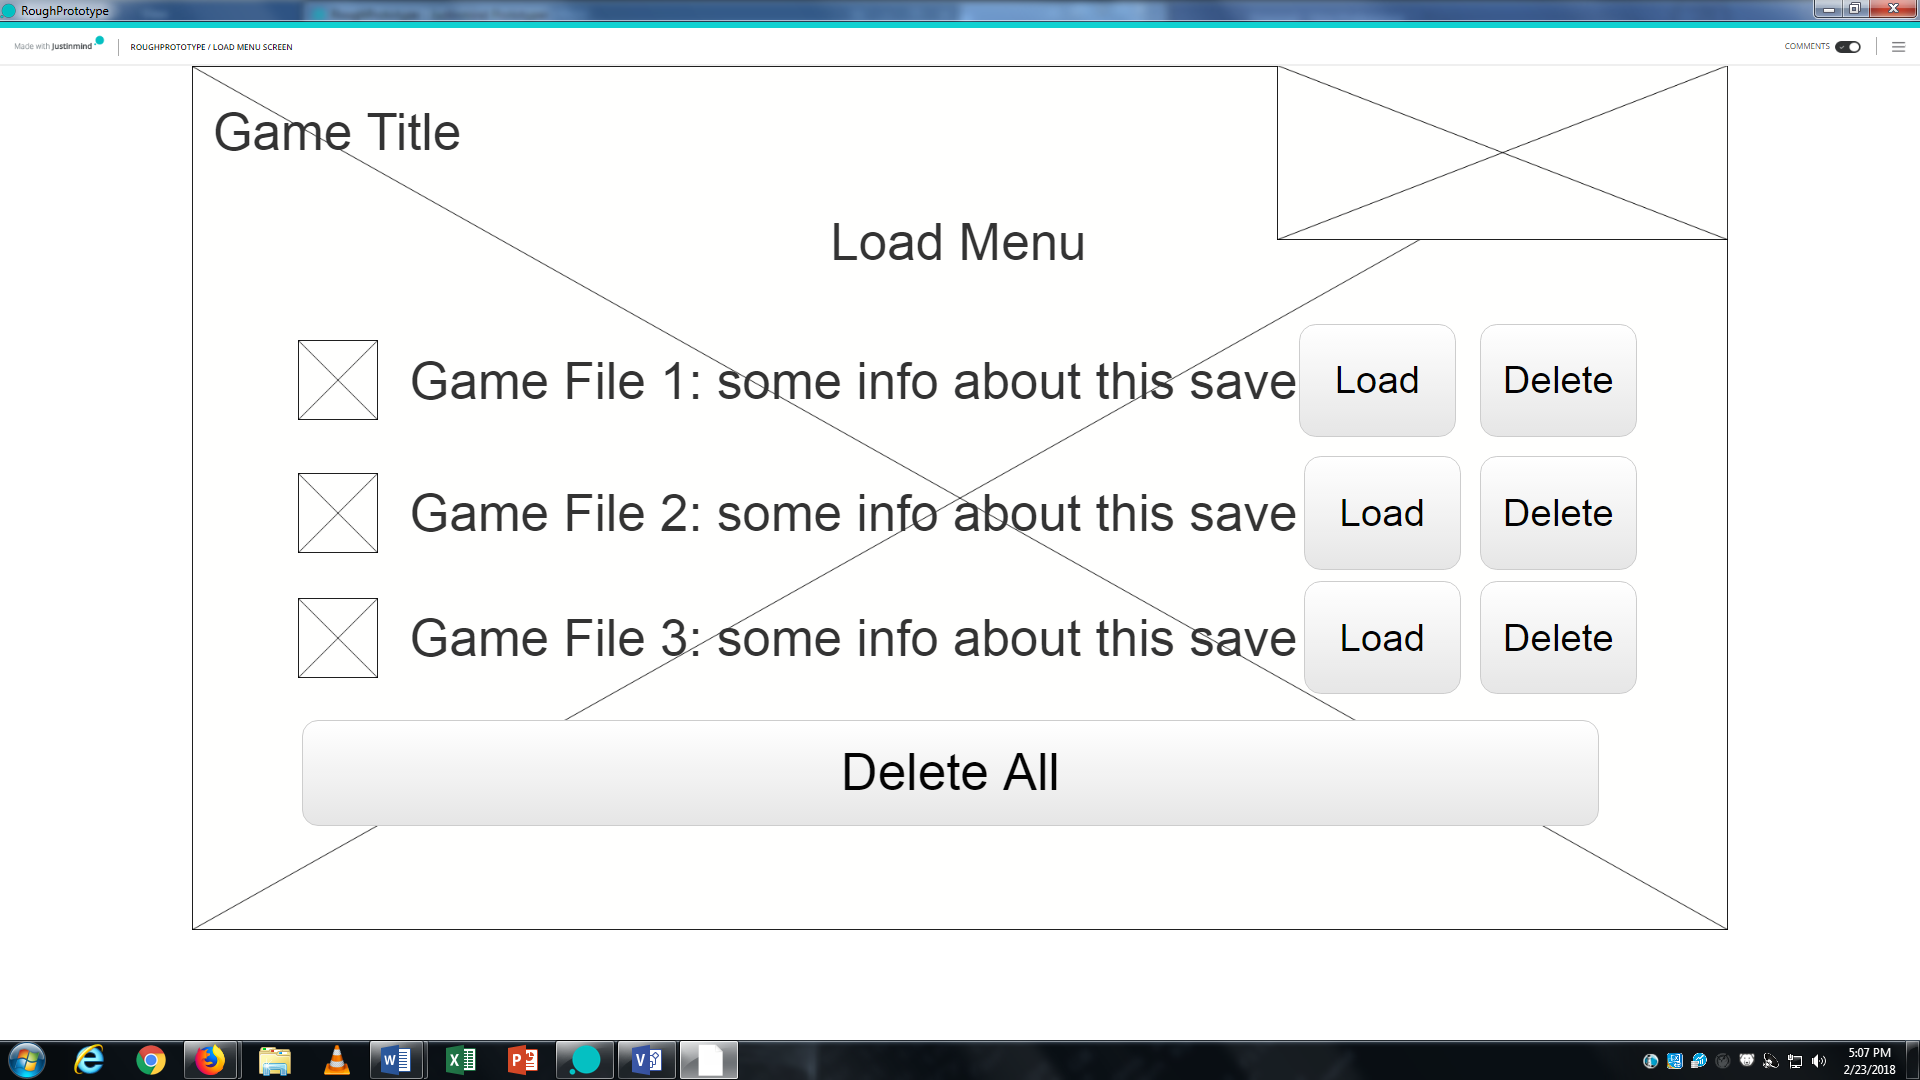 RoughPrototype
Made with Justinmind
ROUGHPROTOTYPE / LOAD MENU SCREEN
COMMENTS
Game Title
Load Menu
Game File 1: some info about this save
Load
Delete
Game File 2: some info about this save
Load
Delete
Game File 3: some info about this save
Load
Delete
Delete All
5:07 PM
2/23/2018